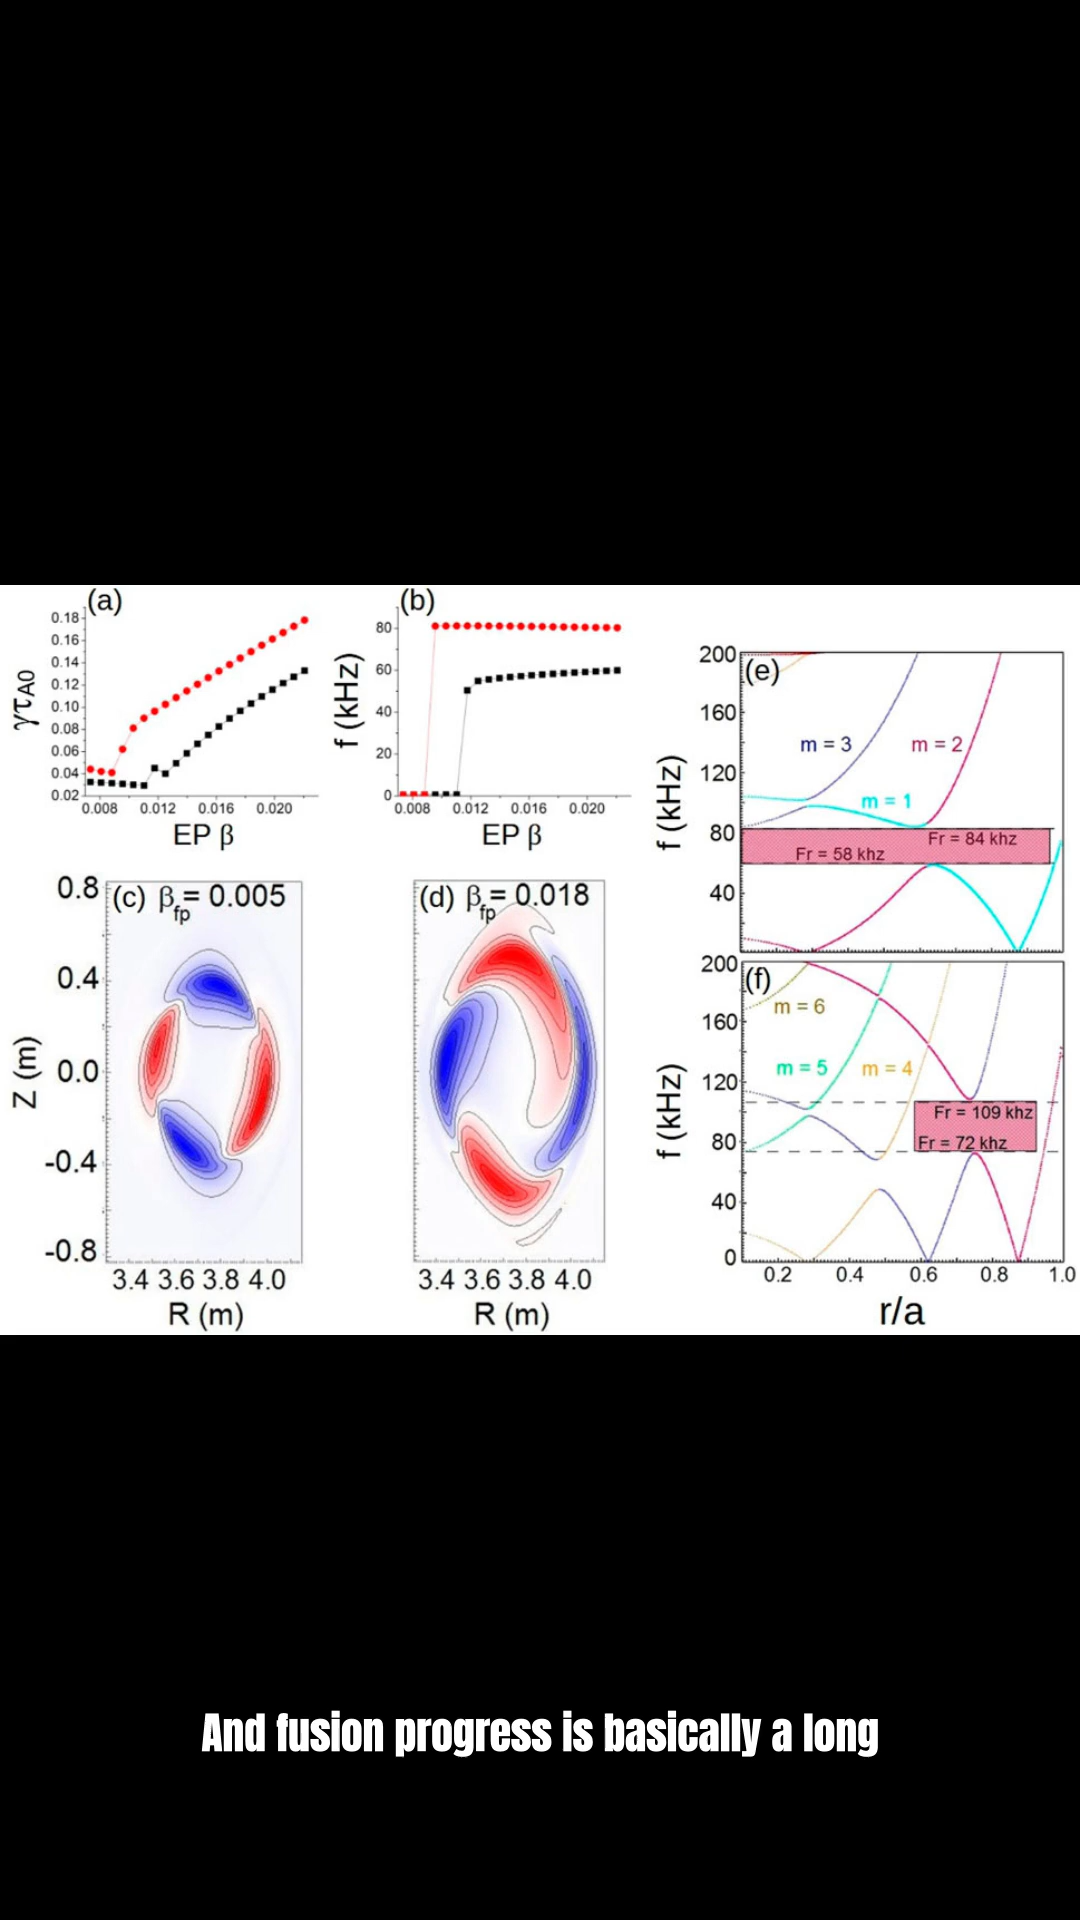 (a)
0.18
0.16
0.14
0.12
0.10
0.08
0.06
0.04
0.02
γτA0
0.008 0.012 0.016 0.020
EP β
(b)
80
60
40
20
0
f (kHz)
0.008 0.012 0.016 0.020
EP β
(c) βfp= 0.005
0.8
0.4
0.0
-0.4
-0.8
Z (m)
3.4 3.6 3.8 4.0
R (m)
(d) βfp= 0.018
3.4 3.6 3.8 4.0
R (m)
(e)
200
160
120
80
40
f (kHz)
m = 3
m = 2
m = 1
Fr = 84 khz
Fr = 58 khz
(f)
200
160
120
80
40
0
f (kHz)
m = 6
m = 5
m = 4
Fr = 109 khz
Fr = 72 khz
0.2 0.4 0.6 0.8 1.0
r/a
And fusion progress is basically a long